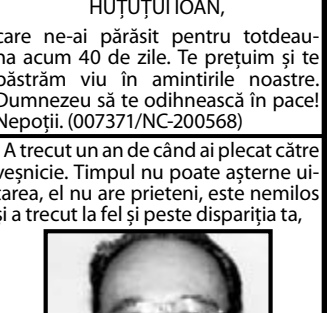 HUȚUȚUI IOAN,
care ne-ai părăsit pentru totdeau-
na acum 40 de zile. Te prețuim și te
păstrăm viu în amintirile noastre.
Dumnezeu să te odihnească în pace!
Nepoții. (007371/NC-200568)
A trecut un an de când ai plecat către
veșnicie. Timpul nu poate așterne ui-
tarea, el nu are prieteni, este nemilos
și a trecut la fel și peste dispariția ta,